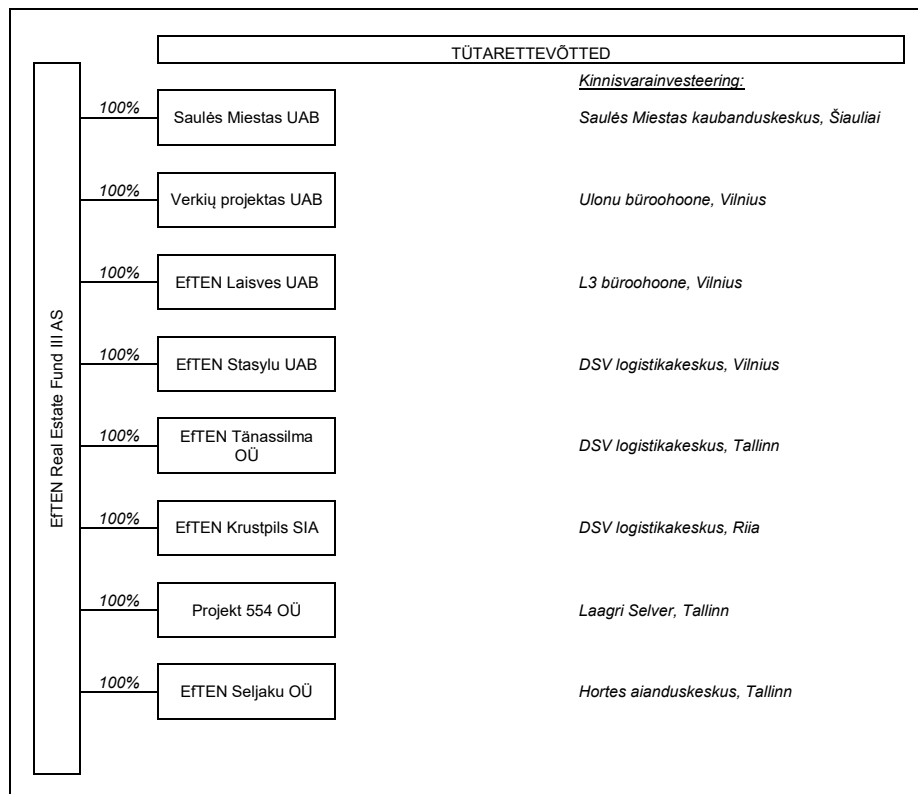 TÜTARETTEVÕTTED
EfTEN Real Estate Fund III AS
Kinnisvarainvesteering:
100%
Saulės Miestas UAB
Saulės Miestas kaubanduskeskus, Šiauliai
100%
Verkių projektas UAB
Ulonu büroohoone, Vilnius
100%
EfTEN Laisves UAB
L3 büroohoone, Vilnius
100%
EfTEN Stasylu UAB
DSV logistikakeskus, Vilnius
100%
EfTEN Tänassilma
OÜ
DSV logistikakeskus, Tallinn
100%
EfTEN Krustpils SIA
DSV logistikakeskus, Riia
100%
Projekt 554 OÜ
Laagri Selver, Tallinn
100%
EfTEN Seljaku OÜ
Hortes aianduskeskus, Tallinn